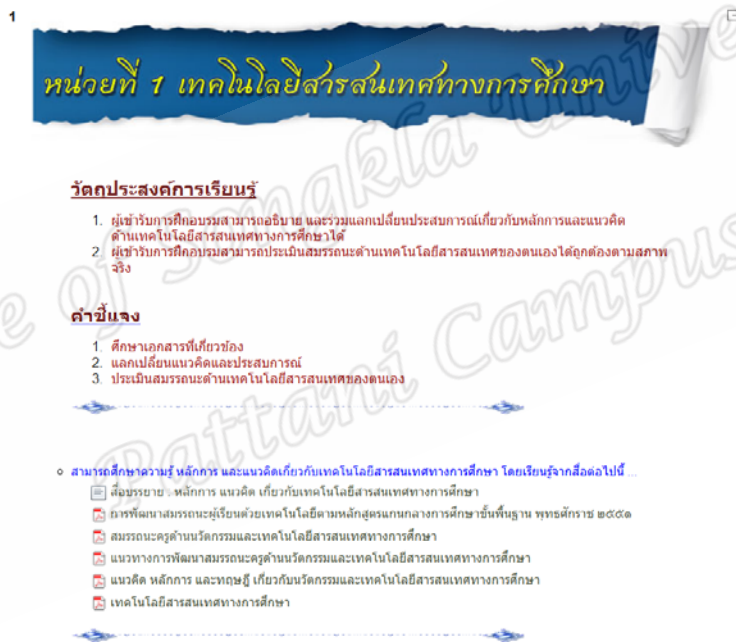 1
หน่วยที่ 1 เทคโนโลยีสารสนเทศทางการศึกษา
วัตถุประสงค์การเรียนรู้
1. ผู้เข้ารับการฝึกอบรมสามารถอธิบาย และร่วมแลกเปลี่ยนประสบการณ์เกี่ยวกับหลักการและแนวคิด
ด้านเทคโนโลยีสารสนเทศทางการศึกษาได้
2. ผู้เข้ารับการฝึกอบรมสามารถประเมินสมรรถนะด้านเทคโนโลยีสารสนเทศของตนเองได้ถูกต้องตามสภาพ
จริง
คำชี้แจง
1. ศึกษาเอกสารที่เกี่ยวข้อง
2. แลกเปลี่ยนแนวคิดและประสบการณ์
3. ประเมินสมรรถนะด้านเทคโนโลยีสารสนเทศของตนเอง
สามารถศึกษาความรู้ หลักการ และแนวคิดเกี่ยวกับเทคโนโลยีสารสนเทศทางการศึกษา โดยเรียนรู้จากสื่อต่อไปนี้ ...
สื่อบรรยาย : หลักการ แนวคิด เกี่ยวกับเทคโนโลยีสารสนเทศทางการศึกษา
การพัฒนาสมรรถนะผู้เรียนด้วยเทคโนโลยีตามหลักสูตรแกนกลางการศึกษาขั้นพื้นฐาน พุทธศักราช ๒๕๕๑
สมรรถนะครูด้านนวัตกรรมและเทคโนโลยีสารสนเทศทางการศึกษา
แนวทางการพัฒนาสมรรถนะครูด้านนวัตกรรมและเทคโนโลยีสารสนเทศทางการศึกษา
แนวคิด หลักการ และทฤษฎี เกี่ยวกับนวัตกรรมและเทคโนโลยีสารสนเทศทางการศึกษา
เทคโนโลยีสารสนเทศทางการศึกษา
e of Songkla Unive
Pattani Campus